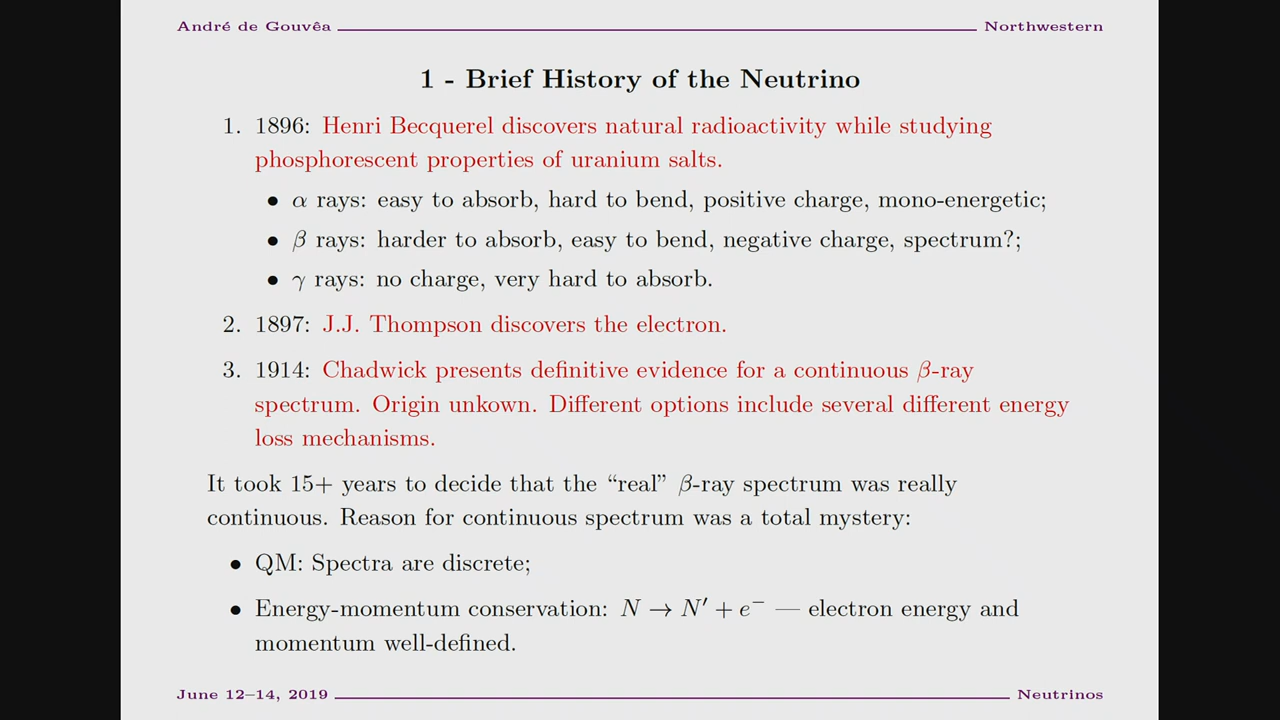 André de Gouvêa Northwestern
1 - Brief History of the Neutrino
1. 1896: Henri Becquerel discovers natural radioactivity while studying
phosphorescent properties of uranium salts.
• α rays: easy to absorb, hard to bend, positive charge, mono-energetic;
• β rays: harder to absorb, easy to bend, negative charge, spectrum?;
• γ rays: no charge, very hard to absorb.
2. 1897: J.J. Thompson discovers the electron.
3. 1914: Chadwick presents definitive evidence for a continuous β-ray
spectrum. Origin unkown. Different options include several different energy
loss mechanisms.
It took 15+ years to decide that the “real” β-ray spectrum was really
continuous. Reason for continuous spectrum was a total mystery:
• QM: Spectra are discrete;
• Energy-momentum conservation: N → N′ + e⁻ — electron energy and
momentum well-defined.
June 12–14, 2019 Neutrinos